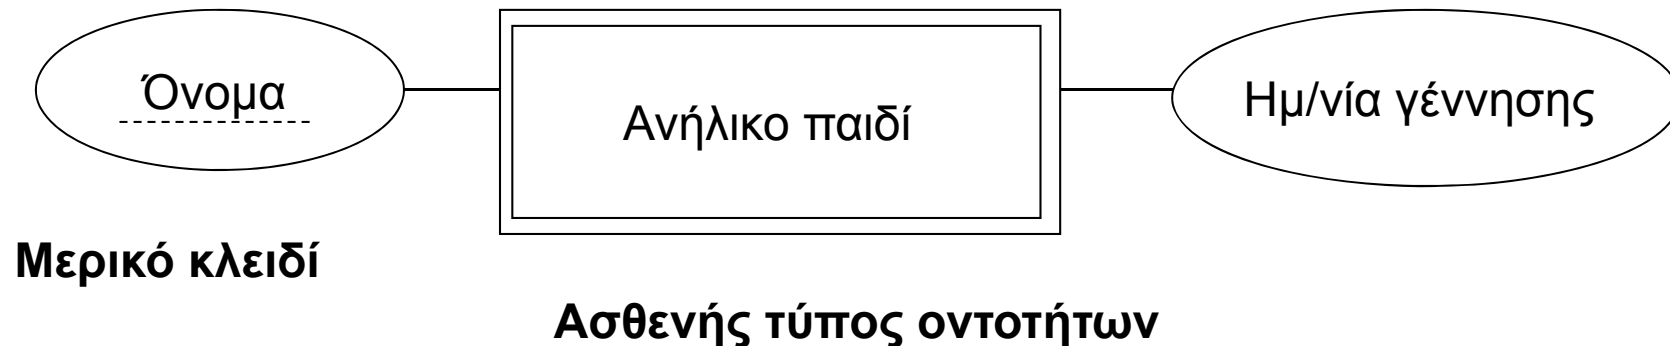 Όνομα
Ανήλικο παιδί
Ημ/νία γέννησης
Μερικό κλειδί
Ασθενής τύπος οντοτήτων